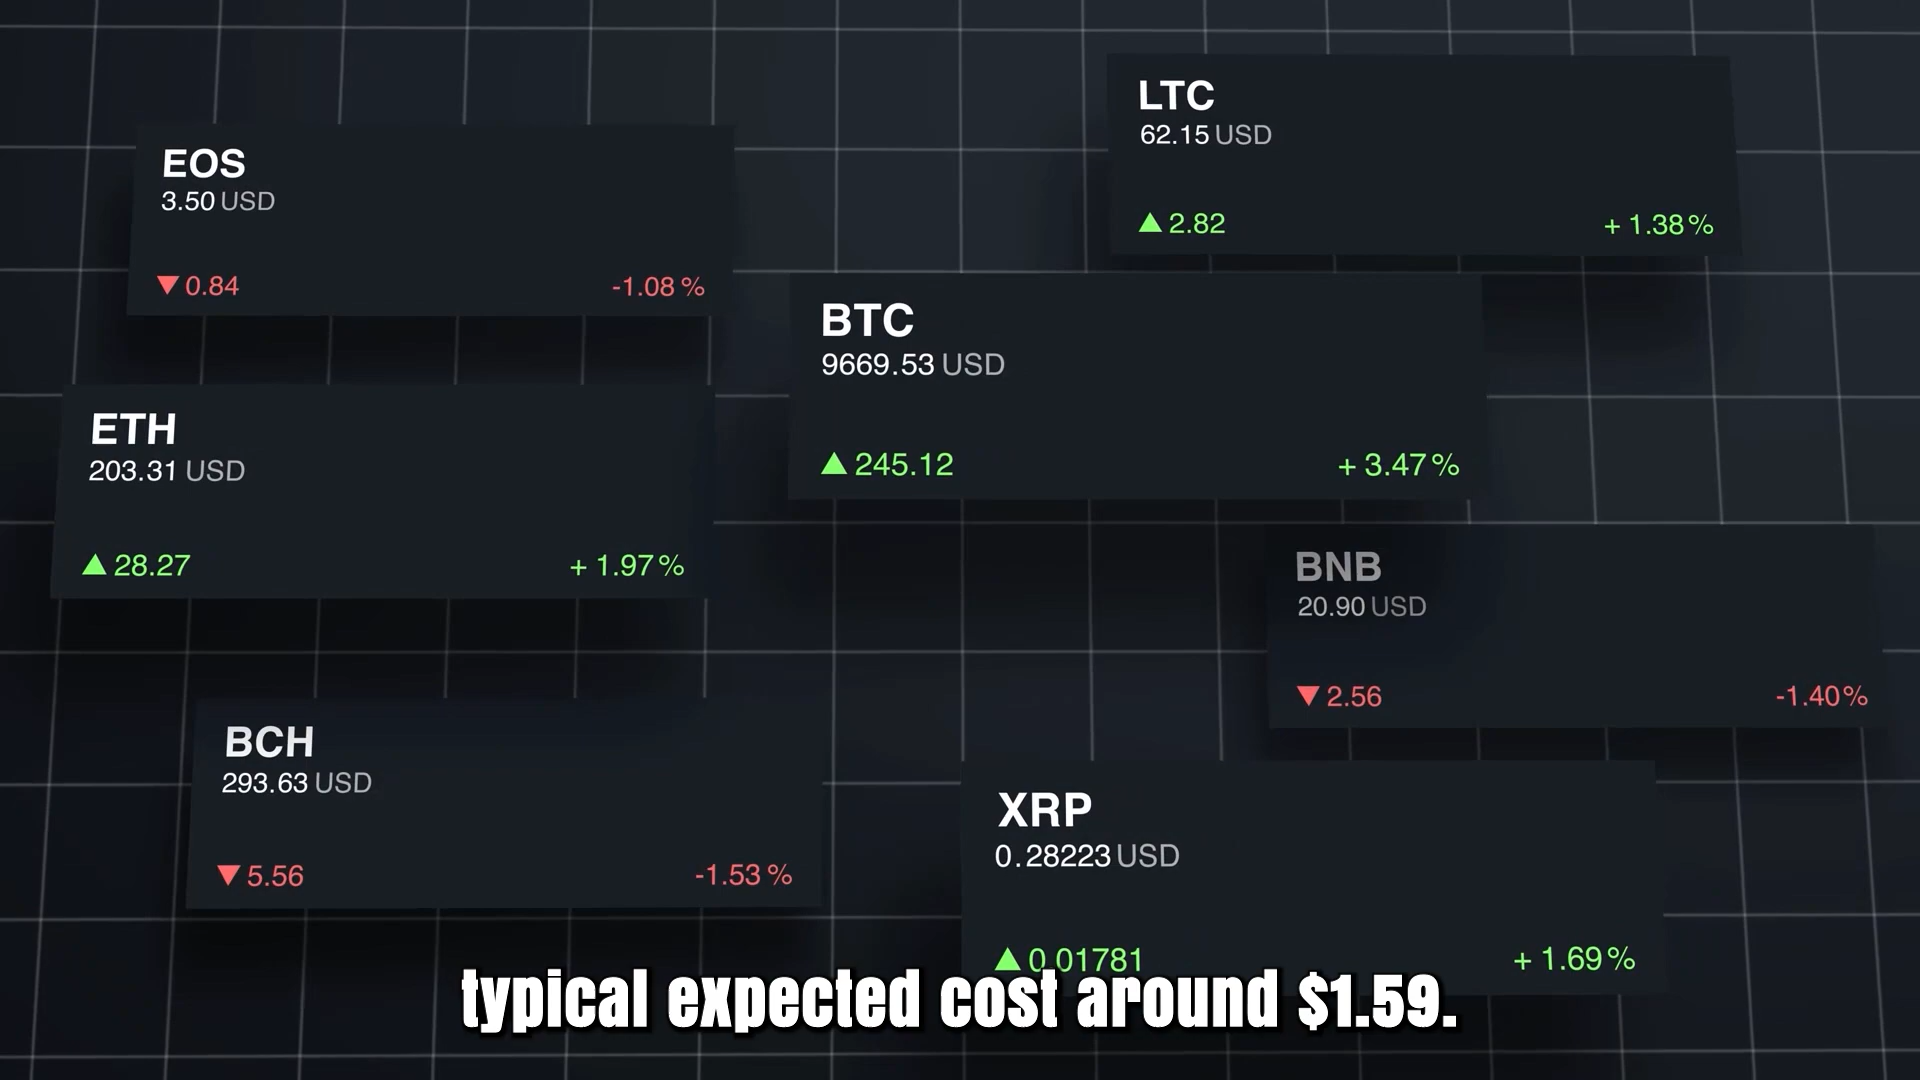 LTC
62.15 USD
▲ 2.82 + 1.38%
EOS
3.50 USD
▼ 0.84 -1.08 %
BTC
9669.53 USD
▲ 245.12 + 3.47%
ETH
203.31 USD
▲ 28.27 + 1.97%
BNB
20.90 USD
▼ 2.56 -1.40%
BCH
293.63 USD
▼ 5.56 -1.53 %
XRP
0.28223 USD
▲ 0.01781 + 1.69%
typical expected cost around $1.59.